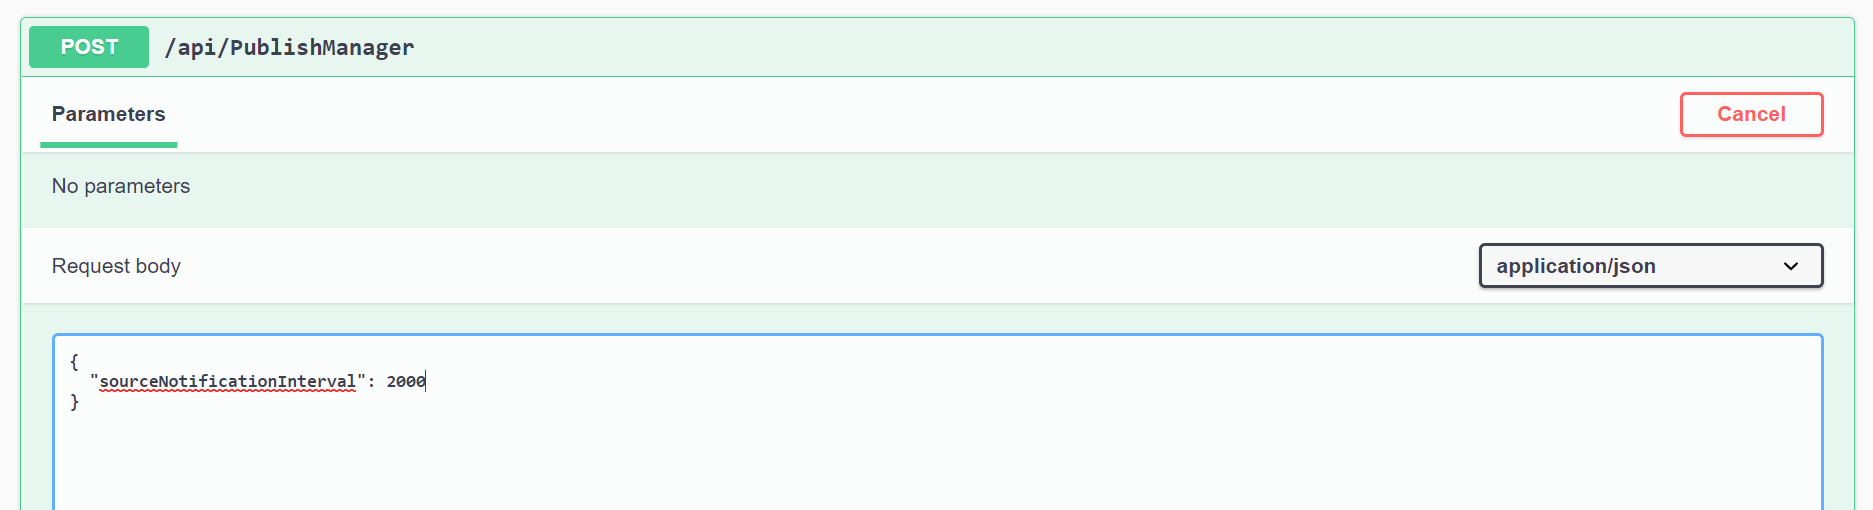 POST /api/PublishManager
Parameters
Cancel
No parameters
Request body
application/json
{
"sourceNotificationInterval": 2000
}